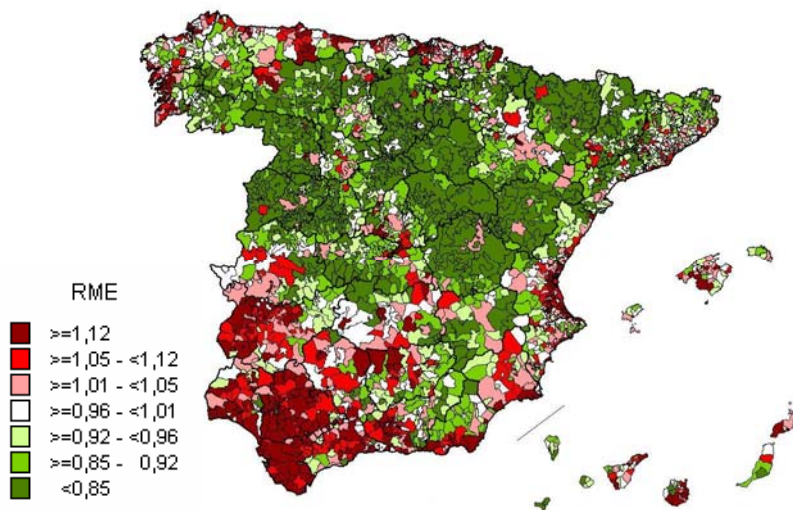 RME
>=1,12
>=1,05 - <1,12
>=1,01 - <1,05
>=0,96 - <1,01
>=0,92 - <0,96
>=0,85 - 0,92
<0,85